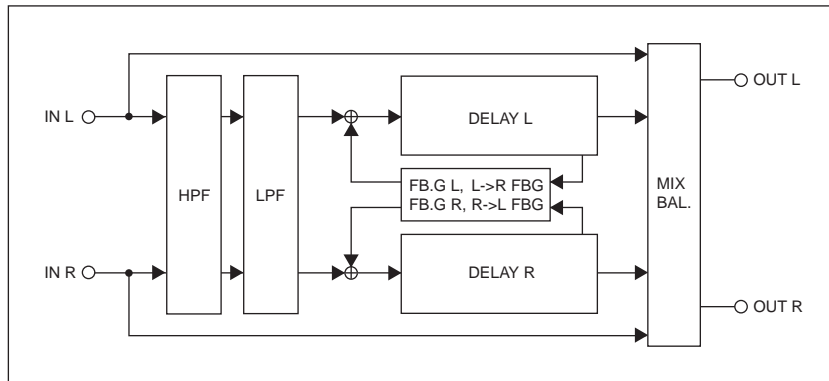 IN L
HPF
LPF
DELAY L
FB.G L, L->R FBG
FB.G R, R->L FBG
DELAY R
IN R
MIX
BAL.
OUT L
OUT R